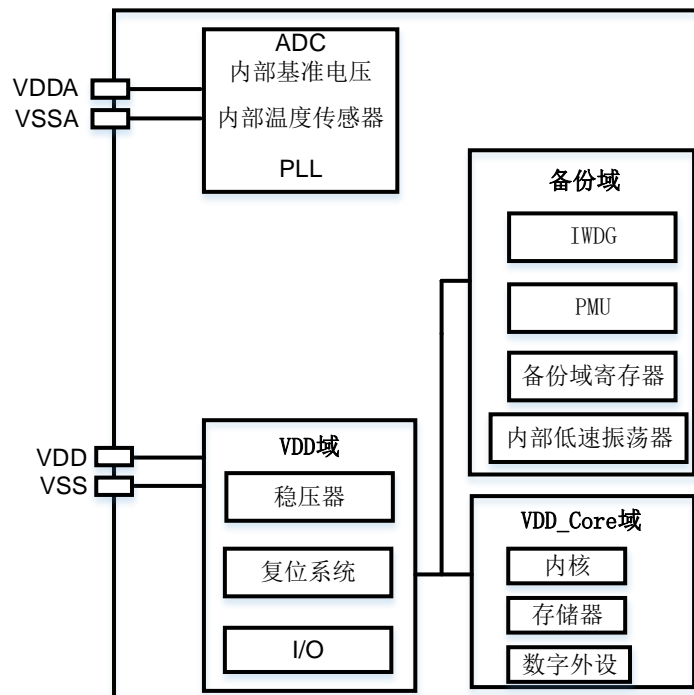 ADC
内部基准电压
内部温度传感器
PLL
VDDA
VSSA
备份域
IWDG
PMU
备份域寄存器
内部低速振荡器
VDD
VSS
VDD域
稳压器
复位系统
I/O
VDD_Core域
内核
存储器
数字外设